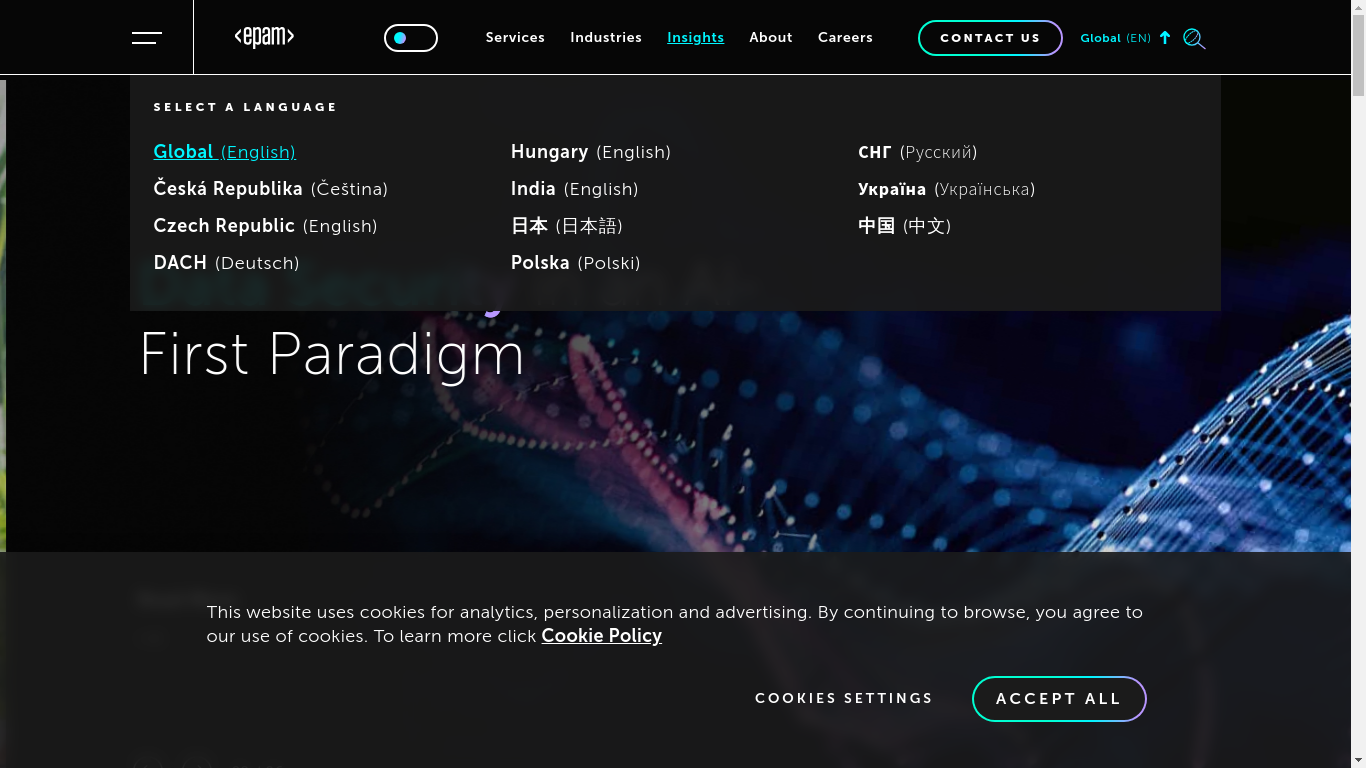 <epam>
Services Industries Insights About Careers CONTACT US Global (EN)
SELECT A LANGUAGE
Global (English)
Česká Republika (Čeština)
Czech Republic (English)
DACH (Deutsch)
Hungary (English)
India (English)
日本 (日本語)
Polska (Polski)
СНГ (Русский)
Україна (Українська)
中国 (中文)
First Paradigm
This website uses cookies for analytics, personalization and advertising. By continuing to browse, you agree to
our use of cookies. To learn more click Cookie Policy
COOKIES SETTINGS ACCEPT ALL